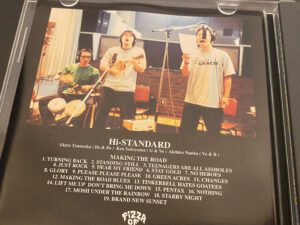 GRACIE
Hi-STANDARD
Akira Tsuneoka ( Ds & Ds ) Ken Yokoyama ( G & Vo ) Akihiro Nanba ( Vo & B )
MAKING THE ROAD
1. TURNING BACK 2. STANDING STILL 3. TEENAGERS ARE ALL ASSHOLES
4. JUST ROCK 5. DEAR MY FRIEND 6. STAY GOLD 7. NO HEROES
8. GLORY 9. PLEASE PLEASE PLEASE 10. GREEN ACRES 11. CHANGES
12. MAKING THE ROAD BLUES 13. TINKERBELL HATES GOATEES
14. LIFT ME UP DON'T BRING ME DOWN 15. PENTAX 16. NOTHING
17. MOSH UNDER THE RAINBOW 18. STARRY NIGHT
19. BRAND NEW SUNSET
PIZZA
OF